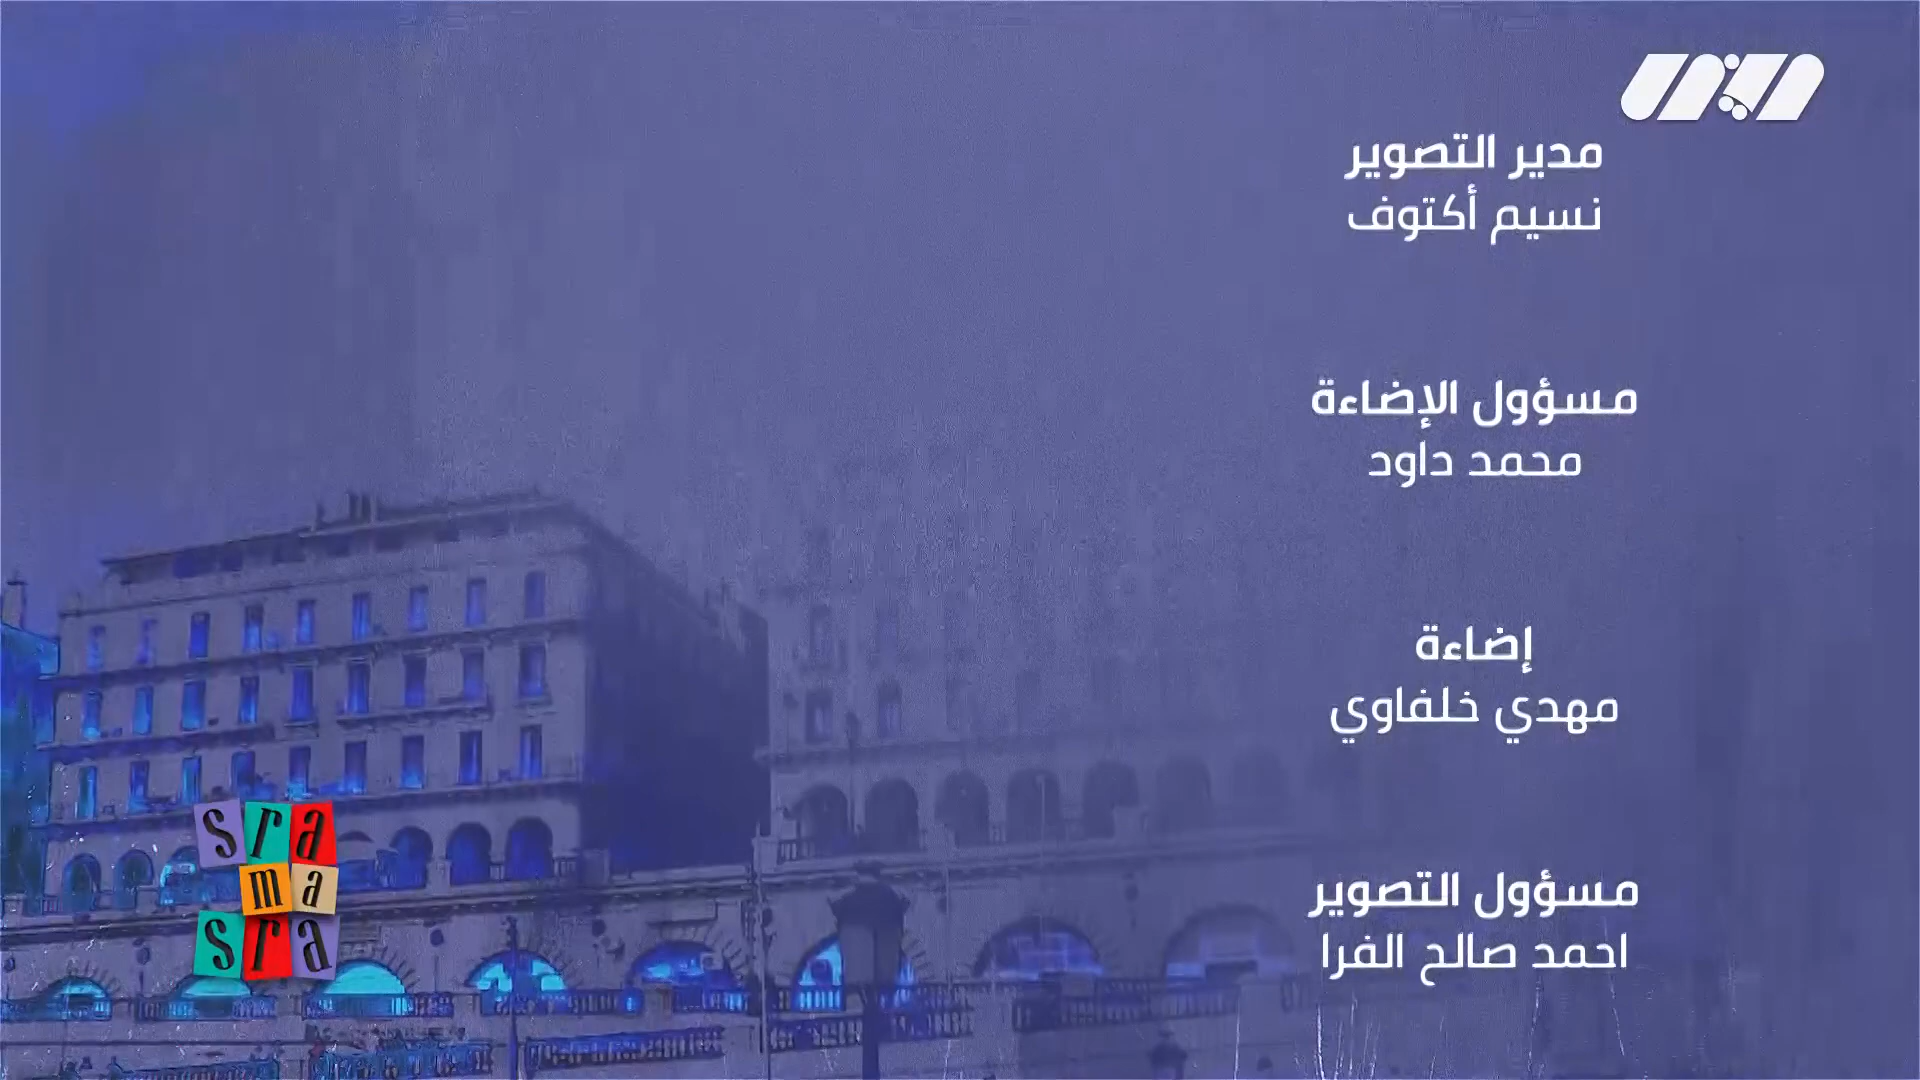 مدير التصوير
نسيم أكتوف
مسؤول الإضاءة
محمد داود
إضاءة
مهدي خلفاوي
مسؤول التصوير
احمد صالح الفرا
sra
ma
sra